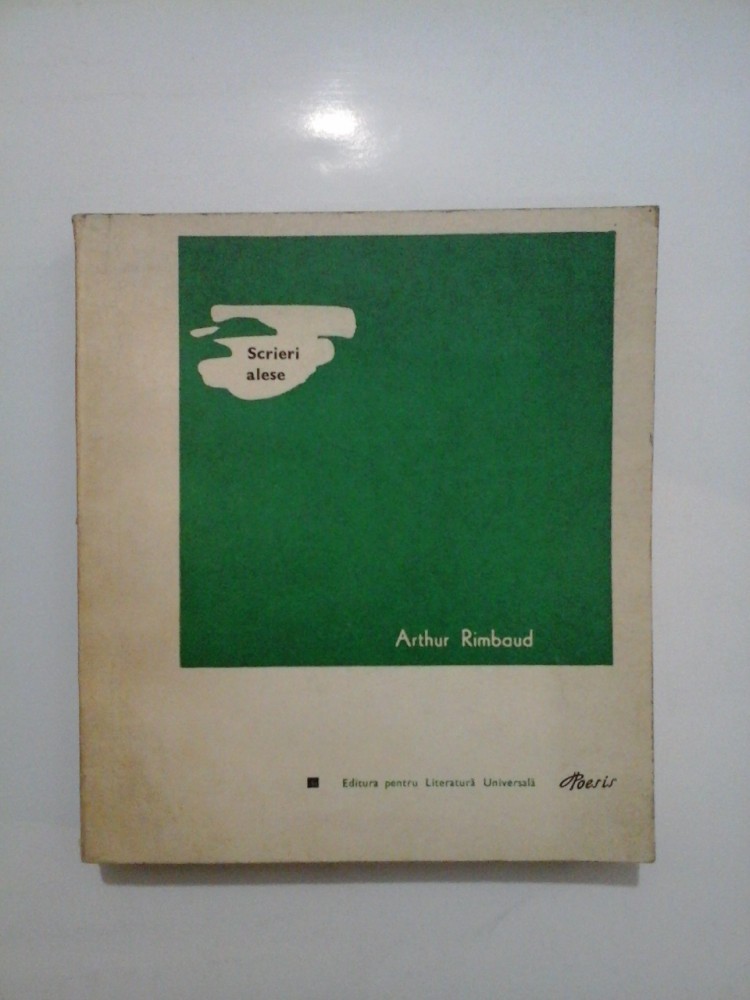 Scrieri
alese
Arthur Rimbaud
Editura pentru Literatură Universală
Poesis